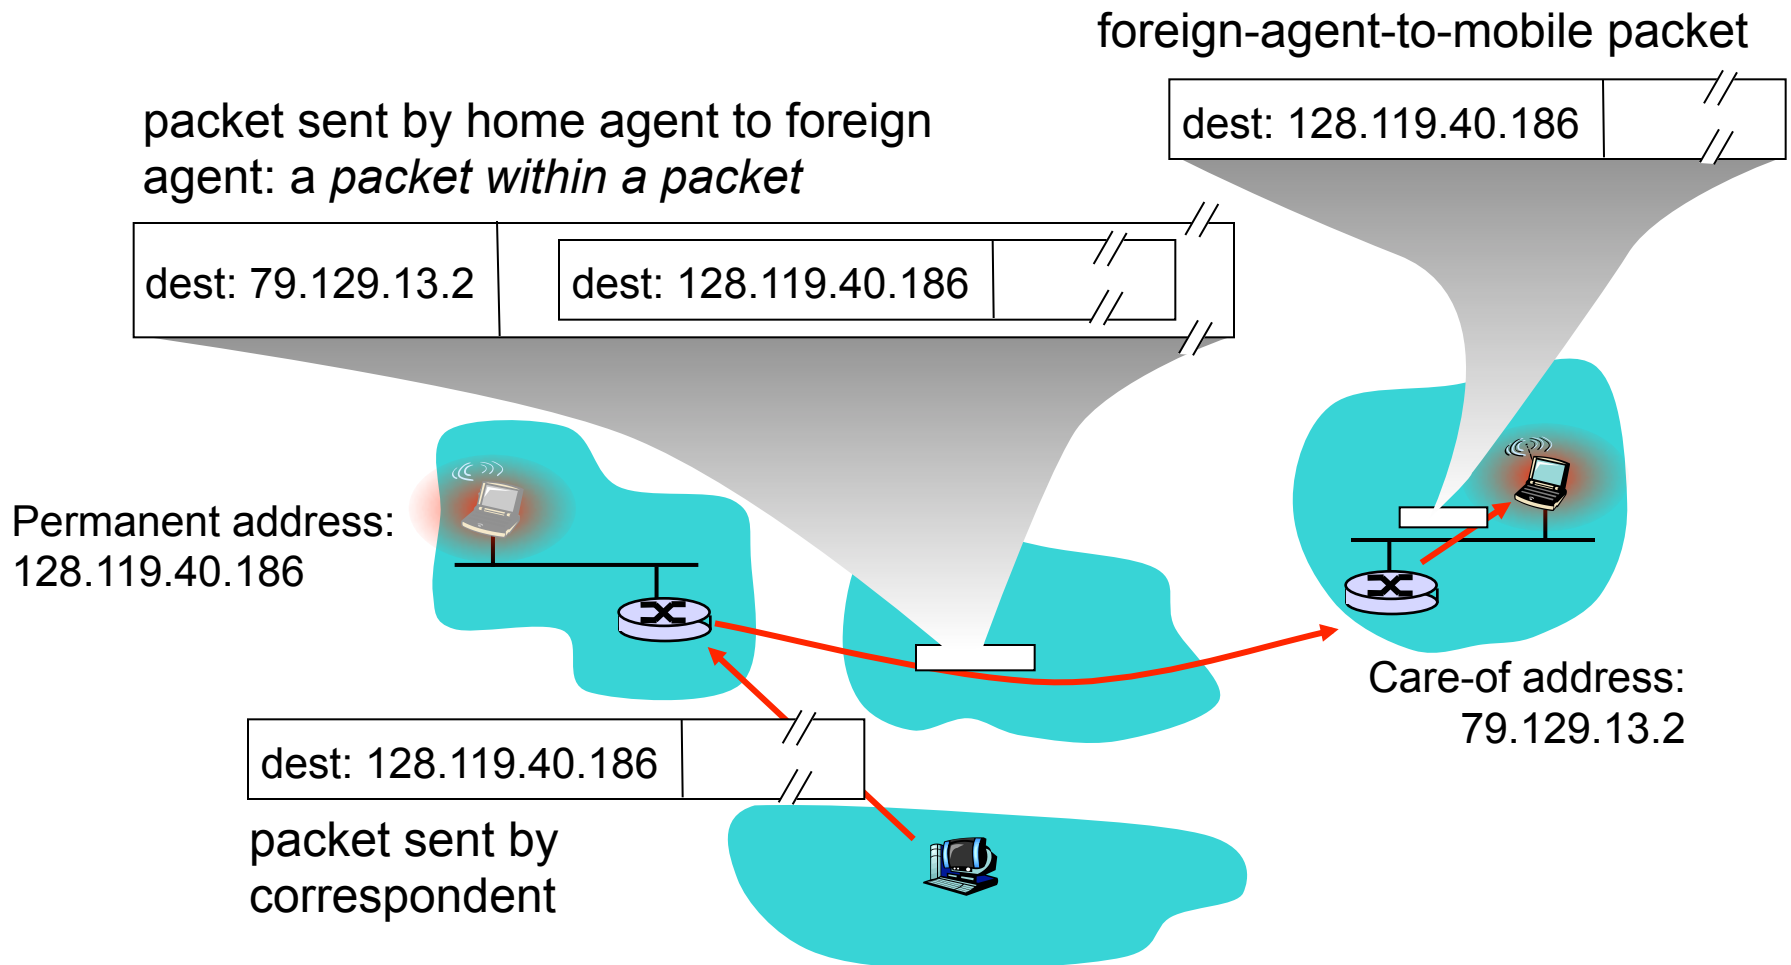 foreign-agent-to-mobile packet
dest: 128.119.40.186
packet sent by home agent to foreign
agent: a packet within a packet
dest: 79.129.13.2
dest: 128.119.40.186
Permanent address:
128.119.40.186
Care-of address:
79.129.13.2
dest: 128.119.40.186
packet sent by
correspondent